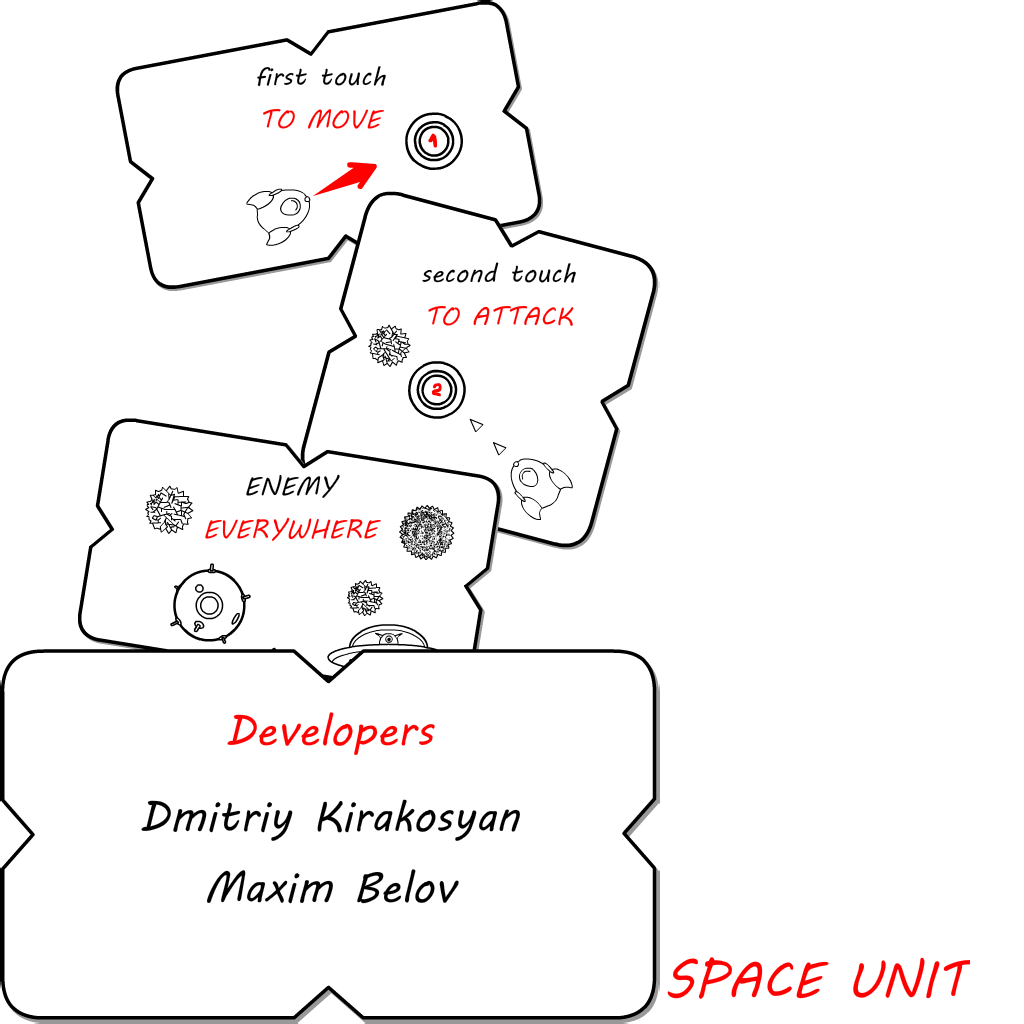 first touch
TO MOVE
1
second touch
TO ATTACK
2
ENEMY
EVERYWHERE
Developers
Dmitriy Kirakosyan
Maxim Belov
SPACE UNIT